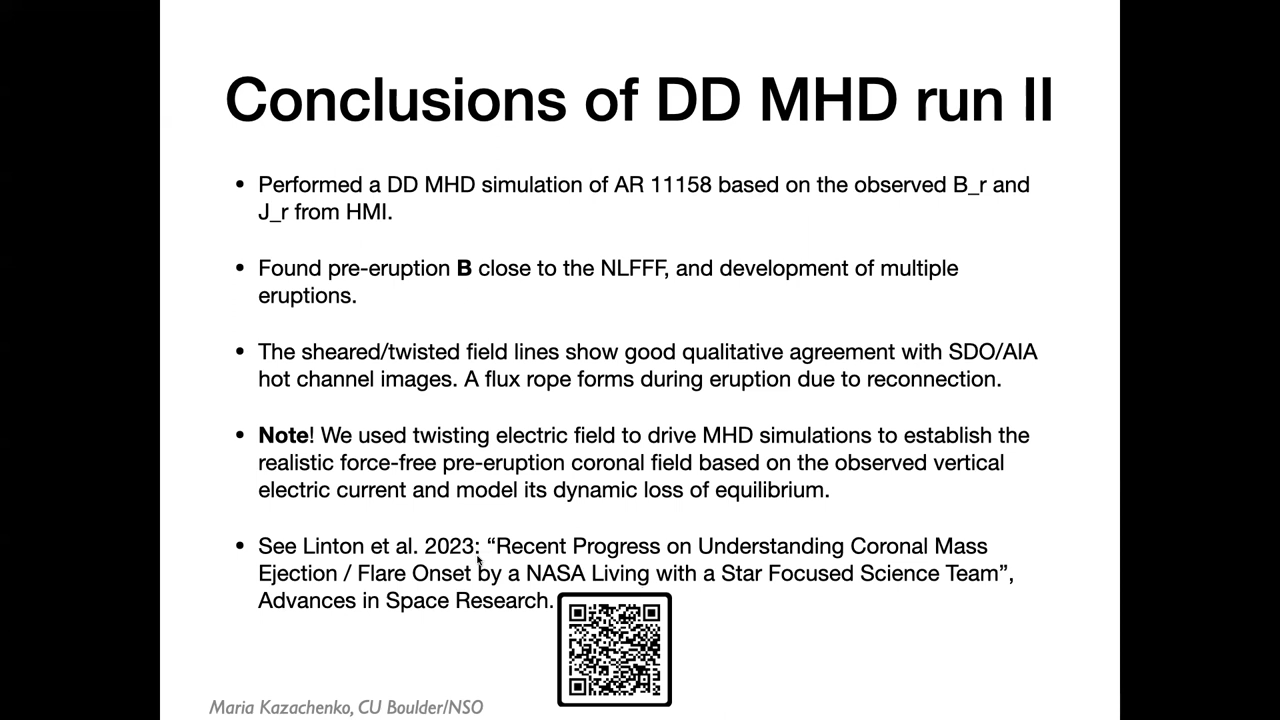 Conclusions of DD MHD run II
• Performed a DD MHD simulation of AR 11158 based on the observed B_r and
J_r from HMI.
• Found pre-eruption B close to the NLFFF, and development of multiple
eruptions.
• The sheared/twisted field lines show good qualitative agreement with SDO/AIA
hot channel images. A flux rope forms during eruption due to reconnection.
• Note! We used twisting electric field to drive MHD simulations to establish the
realistic force-free pre-eruption coronal field based on the observed vertical
electric current and model its dynamic loss of equilibrium.
• See Linton et al. 2023: “Recent Progress on Understanding Coronal Mass
Ejection / Flare Onset by a NASA Living with a Star Focused Science Team”,
Advances in Space Research.
Maria Kazachenko, CU Boulder/NSO